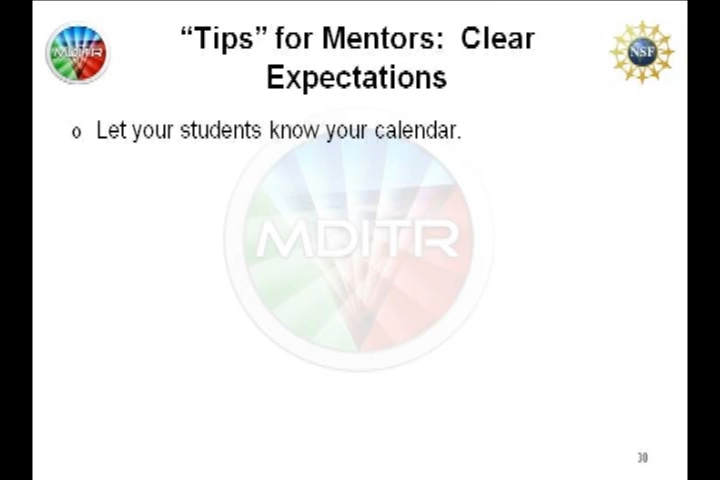 MDITR
“Tips” for Mentors:  Clear
Expectations
NSF
o Let your students know your calendar.
MDITR
30